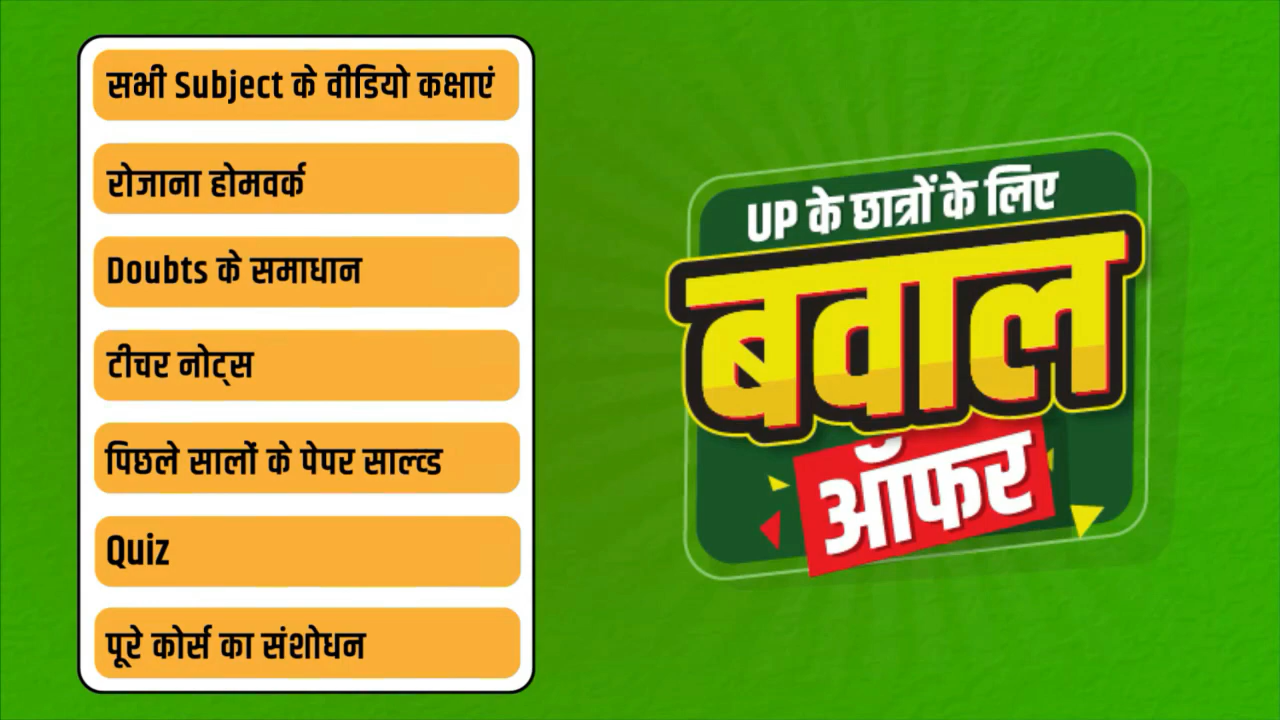 सभी Subject के वीडियो कक्षाएं
रोजाना होमवर्क
Doubts के समाधान
टीचर नोट्स
पिछले सालों के पेपर साल्व्ड
Quiz
पूरे कोर्स का संशोधन
UP के छात्रों के लिए
बवाल
ऑफर